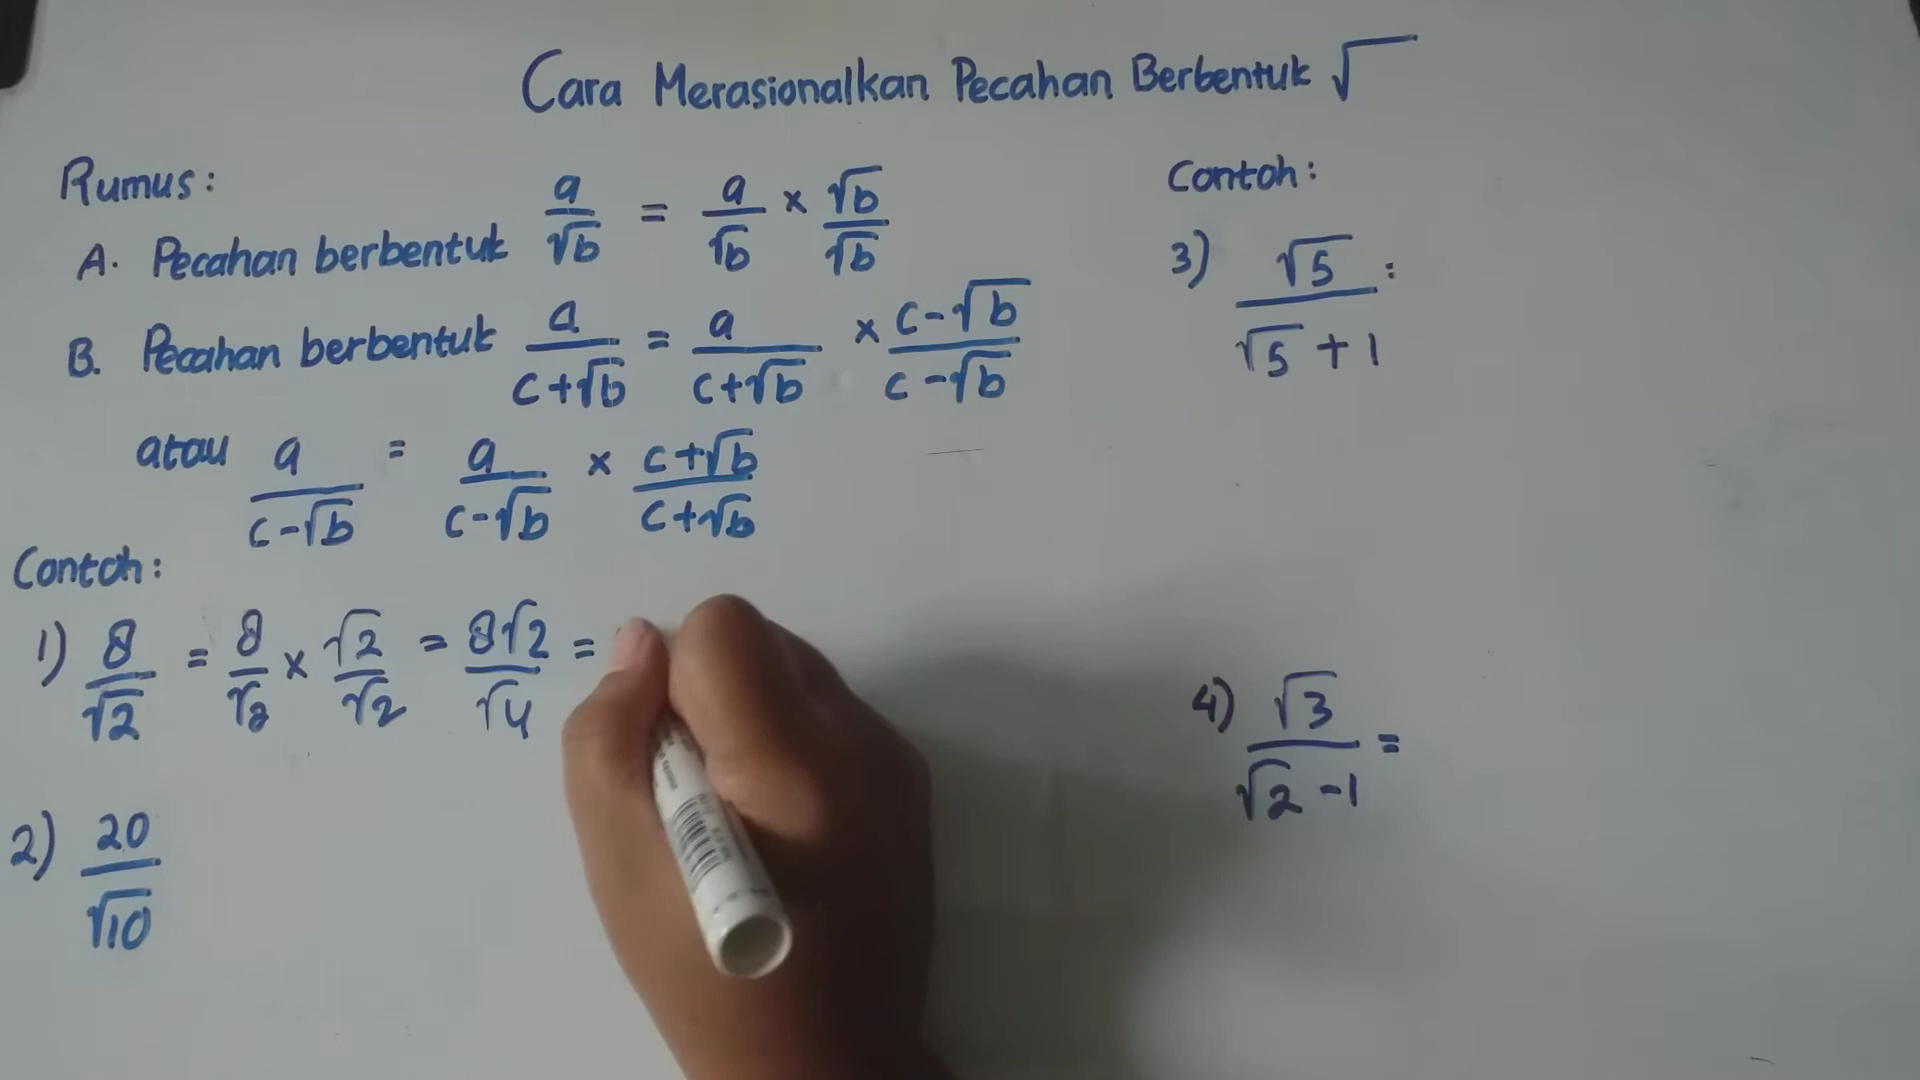 Cara Merasionalkan Pecahan Berbentuk √
Rumus:
A. Pecahan berbentuk a/√b = a/√b × √b/√b
B. Pecahan berbentuk a/(c+√b) = a/(c+√b) × (c-√b)/(c-√b)
atau a/(c-√b) = a/(c-√b) × (c+√b)/(c+√b)
Contoh:
1) 8/√2 = 8/√2 × √2/√2 = 8√2/√4 =
2) 20/√10
Contoh:
3) √5/(√5+1) :
4) √3/(√2-1) =